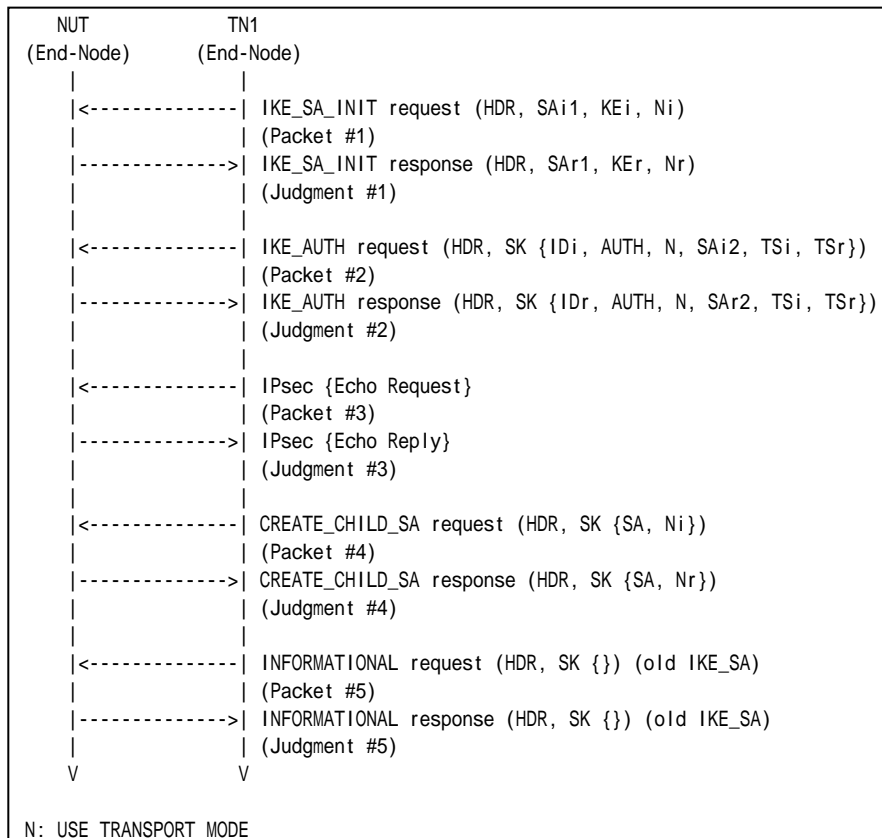 NUT TN1
(End-Node) (End-Node)
| |
|<--------------| IKE_SA_INIT request (HDR, SAi1, KEi, Ni)
| | (Packet #1)
|-------------->| IKE_SA_INIT response (HDR, SAr1, KEr, Nr)
| | (Judgment #1)
| |
|<--------------| IKE_AUTH request (HDR, SK {IDi, AUTH, N, SAi2, TSi, TSr})
| | (Packet #2)
|-------------->| IKE_AUTH response (HDR, SK {IDr, AUTH, N, SAr2, TSi, TSr})
| | (Judgment #2)
| |
|<--------------| IPsec {Echo Request}
| | (Packet #3)
|-------------->| IPsec {Echo Reply}
| | (Judgment #3)
| |
|<--------------| CREATE_CHILD_SA request (HDR, SK {SA, Ni})
| | (Packet #4)
|-------------->| CREATE_CHILD_SA response (HDR, SK {SA, Nr})
| | (Judgment #4)
| |
|<--------------| INFORMATIONAL request (HDR, SK {}) (old IKE_SA)
| | (Packet #5)
|-------------->| INFORMATIONAL response (HDR, SK {}) (old IKE_SA)
| | (Judgment #5)
V V
N: USE TRANSPORT MODE